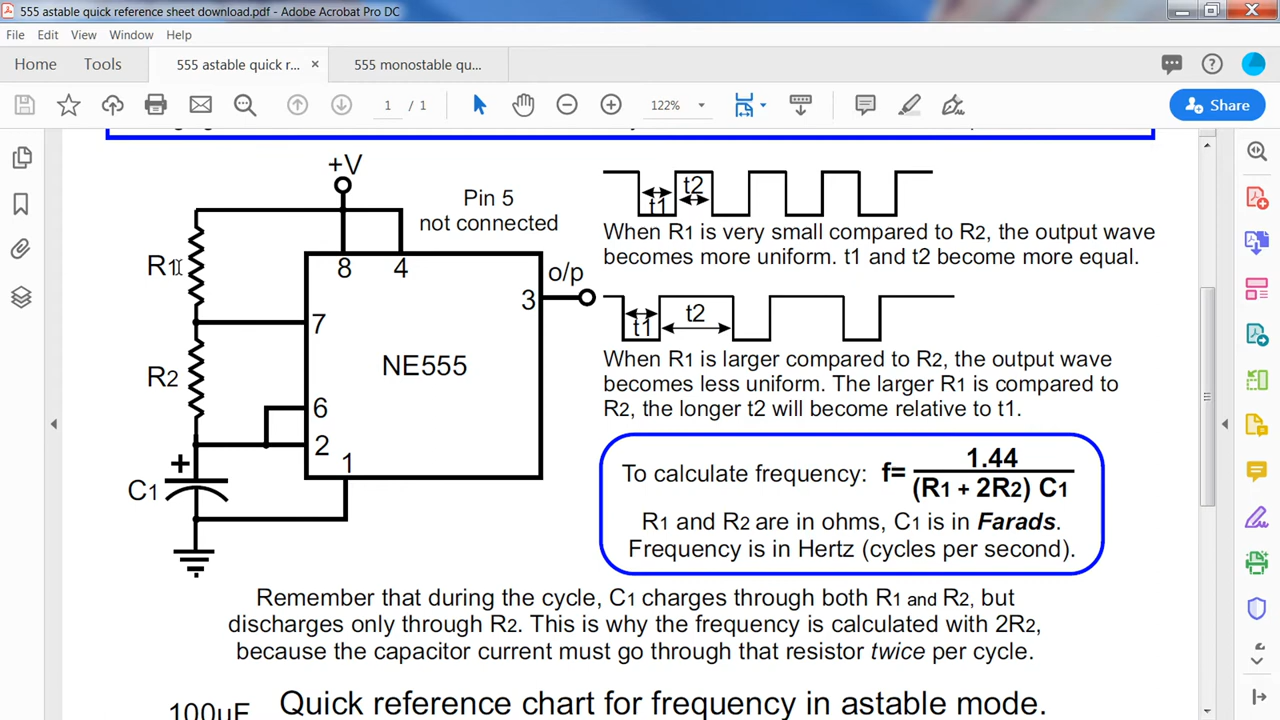 555 astable quick reference sheet download.pdf - Adobe Acrobat Pro DC
File Edit View Window Help
Home Tools 555 astable quick r... × 555 monostable qu...
1 / 1 122% Share
+V
Pin 5
not connected
R1
R2
C1
+
8 4
7
6
2
1
3
o/p
NE555
t1 t2
When R1 is very small compared to R2, the output wave
becomes more uniform. t1 and t2 become more equal.
t1 t2
When R1 is larger compared to R2, the output wave
becomes less uniform. The larger R1 is compared to
R2, the longer t2 will become relative to t1.
To calculate frequency: f= 1.44
(R1 + 2R2) C1
R1 and R2 are in ohms, C1 is in Farads.
Frequency is in Hertz (cycles per second).
Remember that during the cycle, C1 charges through both R1 and R2, but
discharges only through R2. This is why the frequency is calculated with 2R2,
because the capacitor current must go through that resistor twice per cycle.
100uF
Quick reference chart for frequency in astable mode.